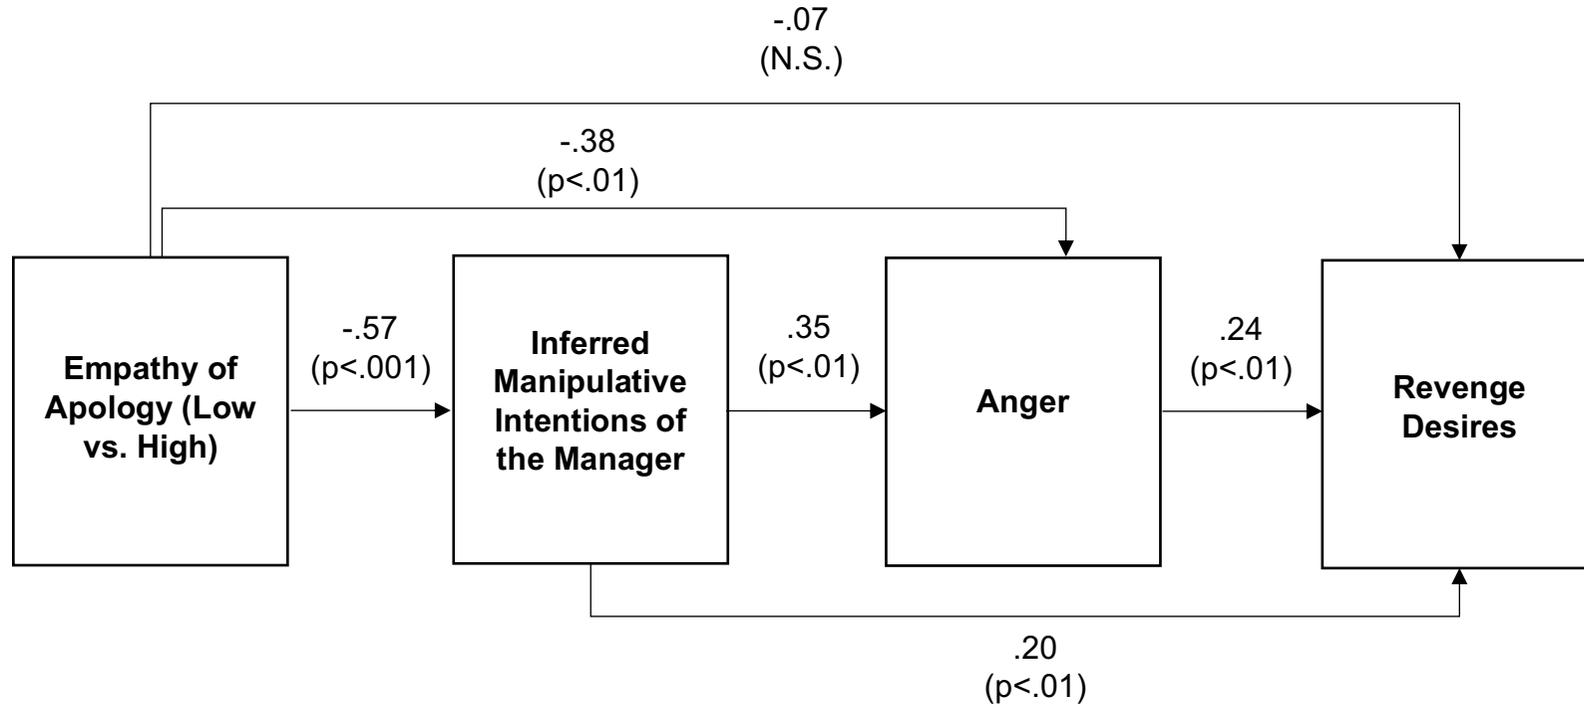 -.07
(N.S.)
-.38
(p<.01)
Empathy of
Apology (Low
vs. High)
-.57
(p<.001)
Inferred
Manipulative
Intentions of
the Manager
.35
(p<.01)
Anger
.24
(p<.01)
Revenge
Desires
.20
(p<.01)